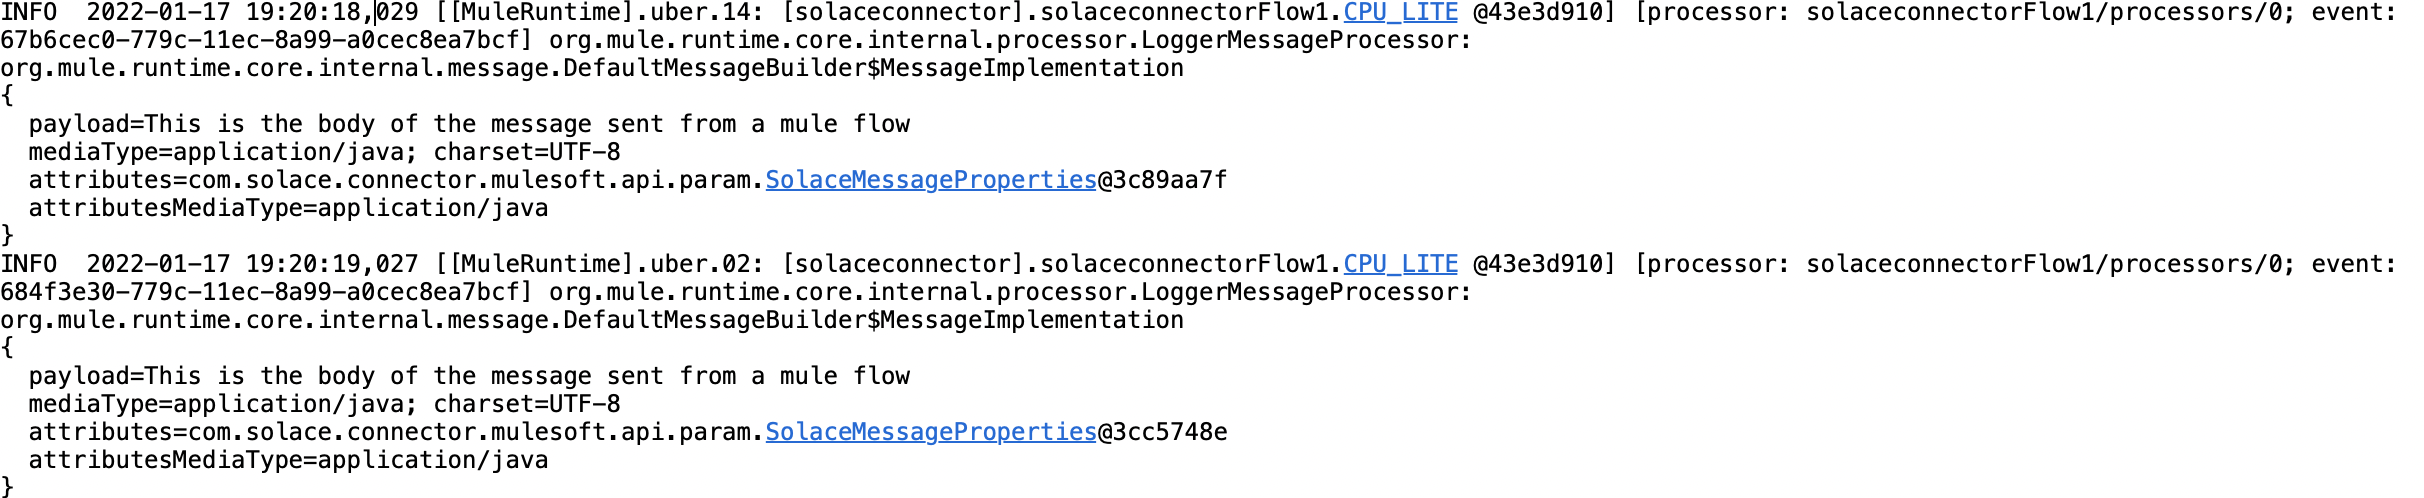 INFO  2022-01-17 19:20:18,029 [[MuleRuntime].uber.14: [solaceconnector].solaceconnectorFlow1.CPU_LITE @43e3d910] [processor: solaceconnectorFlow1/processors/0; event:
67b6cec0-779c-11ec-8a99-a0cec8ea7bcf] org.mule.runtime.core.internal.processor.LoggerMessageProcessor:
org.mule.runtime.core.internal.message.DefaultMessageBuilder$MessageImplementation
{
  payload=This is the body of the message sent from a mule flow
  mediaType=application/java; charset=UTF-8
  attributes=com.solace.connector.mulesoft.api.param.SolaceMessageProperties@3c89aa7f
  attributesMediaType=application/java
}
INFO  2022-01-17 19:20:19,027 [[MuleRuntime].uber.02: [solaceconnector].solaceconnectorFlow1.CPU_LITE @43e3d910] [processor: solaceconnectorFlow1/processors/0; event:
684f3e30-779c-11ec-8a99-a0cec8ea7bcf] org.mule.runtime.core.internal.processor.LoggerMessageProcessor:
org.mule.runtime.core.internal.message.DefaultMessageBuilder$MessageImplementation
{
  payload=This is the body of the message sent from a mule flow
  mediaType=application/java; charset=UTF-8
  attributes=com.solace.connector.mulesoft.api.param.SolaceMessageProperties@3cc5748e
  attributesMediaType=application/java
}